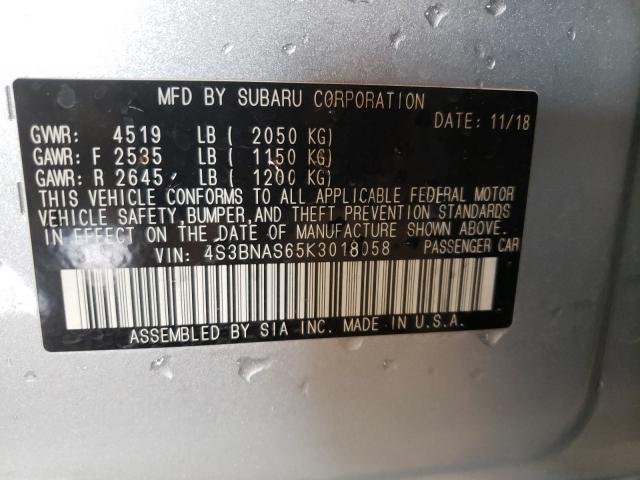 MFD BY SUBARU CORPORATION
DATE: 11/18
GVWR: 4519 LB ( 2050 KG)
GAWR: F 2535 LB ( 1150 KG)
GAWR: R 2645 LB ( 1200 KG)
THIS VEHICLE CONFORMS TO ALL APPLICABLE FEDERAL MOTOR
VEHICLE SAFETY, BUMPER, AND THEFT PREVENTION STANDARDS
IN EFFECT ON THE DATE OF MANUFACTURE SHOWN ABOVE.
VIN: 4S3BNAS65K3018058 PASSENGER CAR
ASSEMBLED BY SIA INC. MADE IN U.S.A.